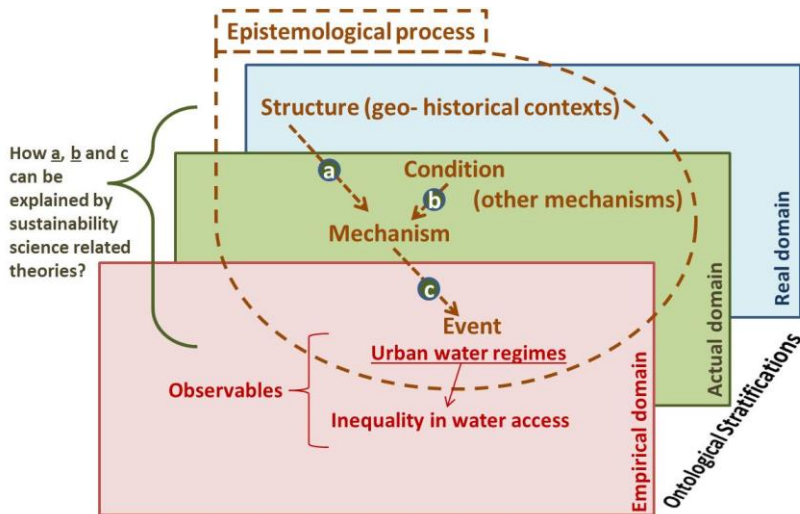 Epistemological process
Structure (geo- historical contexts)
How a, b and c
can be
explained by
sustainability
science related
theories?
a
Condition
b
(other mechanisms)
Mechanism
c
Event
Urban water regimes
Observables
Inequality in water access
Empirical domain
Actual domain
Real domain
Ontological Stratifications